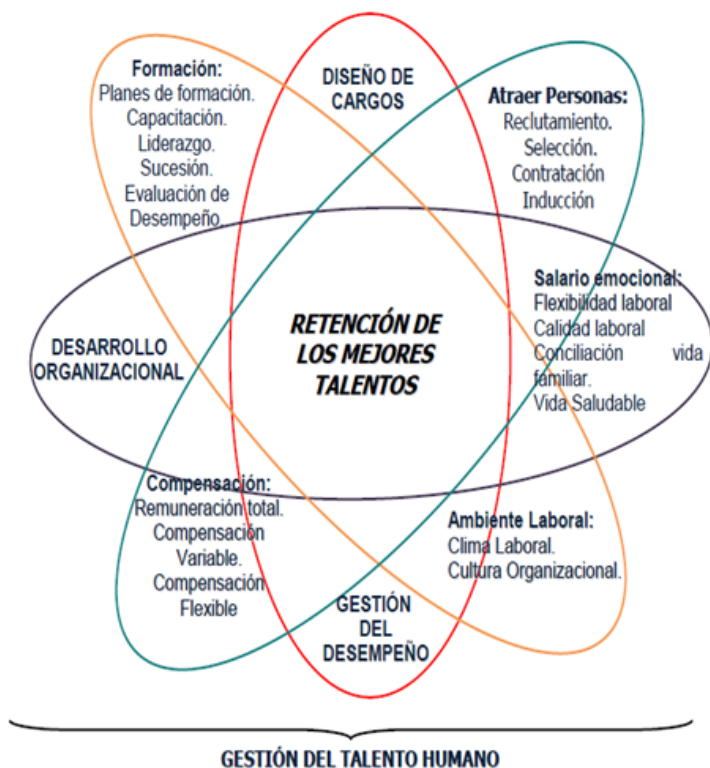 Formación:
Planes de formación.
Capacitación.
Liderazgo.
Sucesión.
Evaluación de
Desempeño.
DISEÑO DE
CARGOS
Atraer Personas:
Reclutamiento.
Selección.
Contratación
Inducción
DESARROLLO
ORGANIZACIONAL
RETENCIÓN DE
LOS MEJORES
TALENTOS
Salario emocional:
Flexibilidad laboral
Calidad laboral
Conciliación vida
familiar.
Vida Saludable
Compensación:
Remuneración total.
Compensación
Variable.
Compensación
Flexible
GESTIÓN
DEL
DESEMPEÑO
Ambiente Laboral:
Clima Laboral.
Cultura Organizacional.
GESTIÓN DEL TALENTO HUMANO